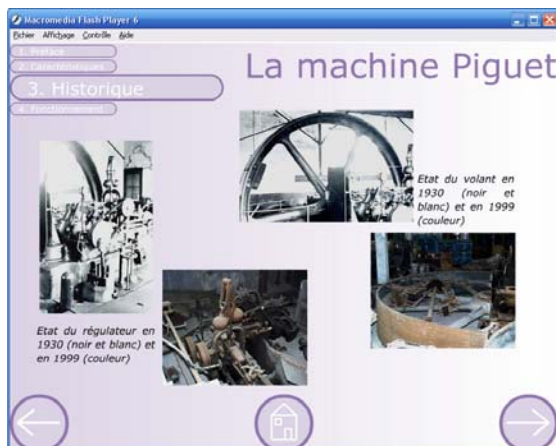 Macromedia Flash Player 6
Fichier Affichage Contrôle Aide
1. Préface
2. Caractéristiques
3. Historique
4. Fonctionnement
La machine Piguet
Etat du volant en
1930 (noir et
blanc) et en 1999
(couleur)
Etat du régulateur en
1930 (noir et blanc) et
en 1999 (couleur)